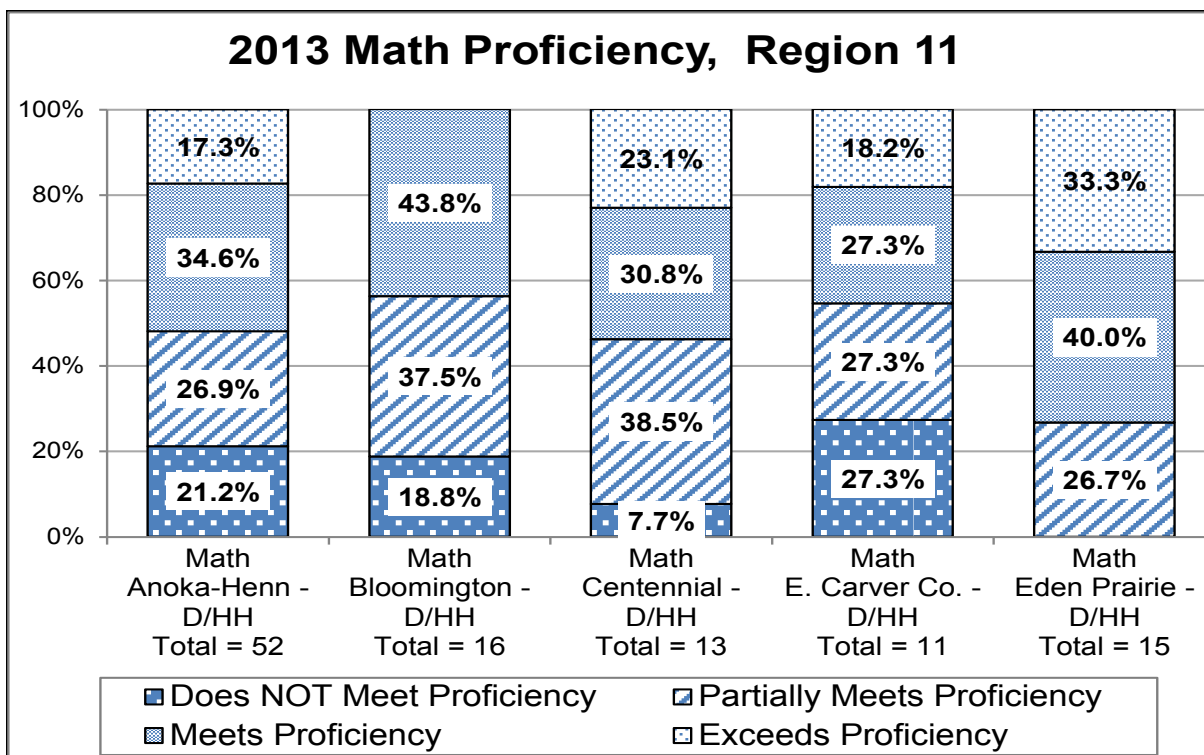 2013 Math Proficiency,  Region 11
100%
80%
60%
40%
20%
0%
17.3%
34.6%
26.9%
21.2%
43.8%
37.5%
18.8%
23.1%
30.8%
38.5%
7.7%
18.2%
27.3%
27.3%
27.3%
33.3%
40.0%
26.7%
Math
Anoka-Henn -
D/HH
Total = 52
Math
Bloomington -
D/HH
Total = 16
Math
Centennial -
D/HH
Total = 13
Math
E. Carver Co. -
D/HH
Total = 11
Math
Eden Prairie -
D/HH
Total = 15
Does NOT Meet Proficiency
Partially Meets Proficiency
Meets Proficiency
Exceeds Proficiency